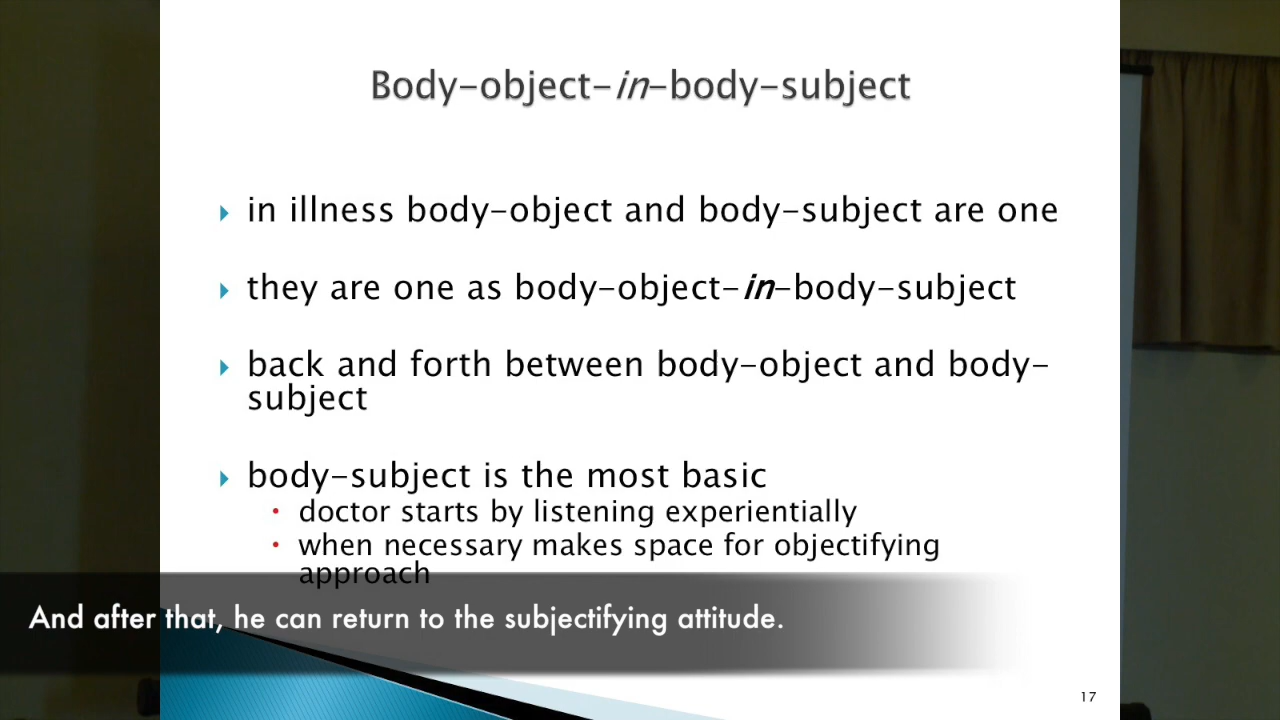 Body-object-in-body-subject
in illness body-object and body-subject are one
they are one as body-object-in-body-subject
back and forth between body-object and body-
subject
body-subject is the most basic
doctor starts by listening experientially
when necessary makes space for objectifying
approach
And after that, he can return to the subjectifying attitude.
17